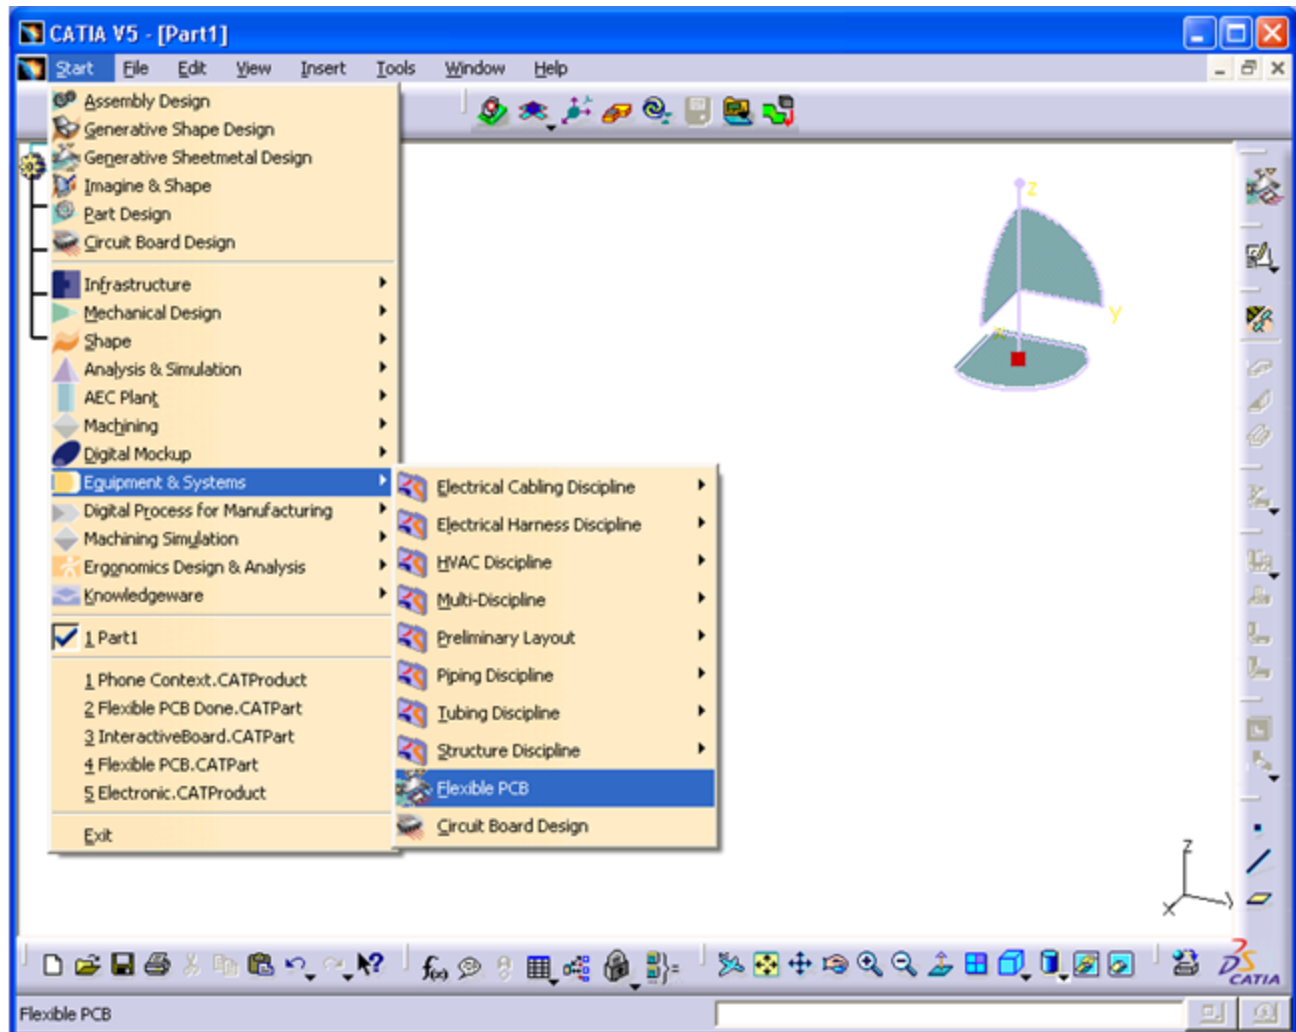 CATIA V5 - [Part1]
Start File Edit View Insert Tools Window Help
Assembly Design
Generative Shape Design
Generative Sheetmetal Design
Imagine & Shape
Part Design
Circuit Board Design
Infrastructure
Mechanical Design
Shape
Analysis & Simulation
AEC Plant
Machining
Digital Mockup
Equipment & Systems
Digital Process for Manufacturing
Machining Simulation
Ergonomics Design & Analysis
Knowledgeware
1 Part1
1 Phone Context.CATProduct
2 Flexible PCB Done.CATPart
3 InteractiveBoard.CATPart
4 Flexible PCB.CATPart
5 Electronic.CATProduct
Exit
Electrical Cabling Discipline
Electrical Harness Discipline
HVAC Discipline
Multi-Discipline
Preliminary Layout
Piping Discipline
Tubing Discipline
Structure Discipline
Flexible PCB
Circuit Board Design
z
y
x
z
x
y
f(x)
DS CATIA
Flexible PCB